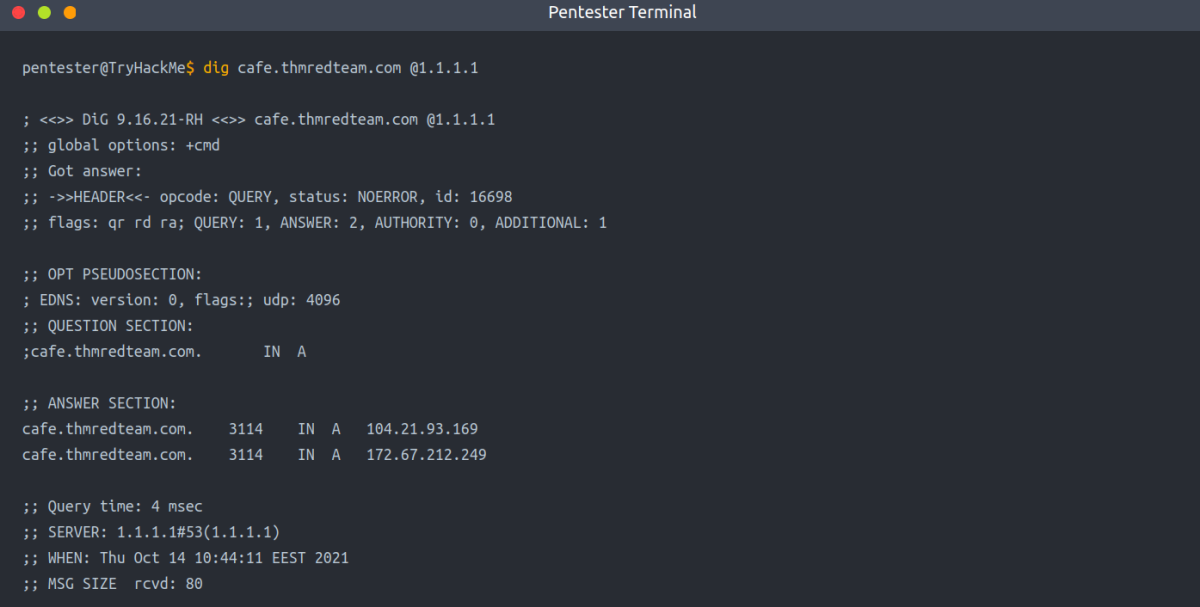 Pentester Terminal
pentester@TryHackMe$ dig cafe.thmredteam.com @1.1.1.1
; <<>> DiG 9.16.21-RH <<>> cafe.thmredteam.com @1.1.1.1
;; global options: +cmd
;; Got answer:
;; ->>HEADER<<- opcode: QUERY, status: NOERROR, id: 16698
;; flags: qr rd ra; QUERY: 1, ANSWER: 2, AUTHORITY: 0, ADDITIONAL: 1
;; OPT PSEUDOSECTION:
; EDNS: version: 0, flags:; udp: 4096
;; QUESTION SECTION:
;cafe.thmredteam.com. IN A
;; ANSWER SECTION:
cafe.thmredteam.com. 3114 IN A 104.21.93.169
cafe.thmredteam.com. 3114 IN A 172.67.212.249
;; Query time: 4 msec
;; SERVER: 1.1.1.1#53(1.1.1.1)
;; WHEN: Thu Oct 14 10:44:11 EEST 2021
;; MSG SIZE rcvd: 80